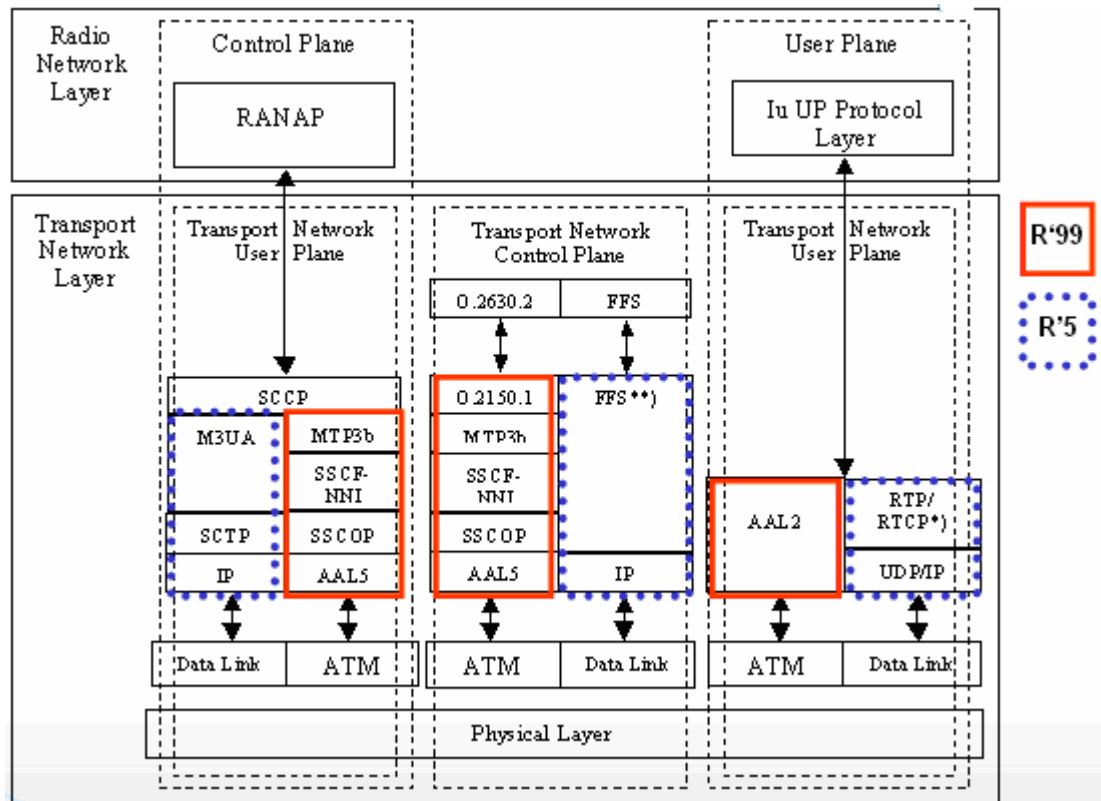 Radio
Network
Layer
Control Plane
User Plane
RANAP
Iu UP Protocol
Layer
Transport
Network
Layer
Transport Network
User Plane
Transport Network
Control Plane
Transport Network
User Plane
R'99
R'5
Q.2630.2
FFS
SCCP
M3UA
MTP3b
SSCF-
NNI
SCTP
SSCOP
IP
AAL5
Q.2150.1
FFS**)
MTP3b
SSCF-
NNI
SSCOP
AAL5
IP
AAL2
RTP/
RTCP*)
UDP/IP
Data Link
ATM
ATM
Data Link
ATM
Data Link
Physical Layer